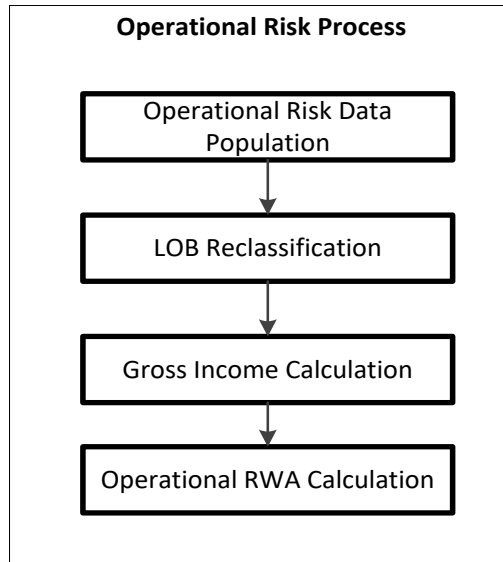 Operational Risk Process
Operational Risk Data
Population
LOB Reclassification
Gross Income Calculation
Operational RWA Calculation